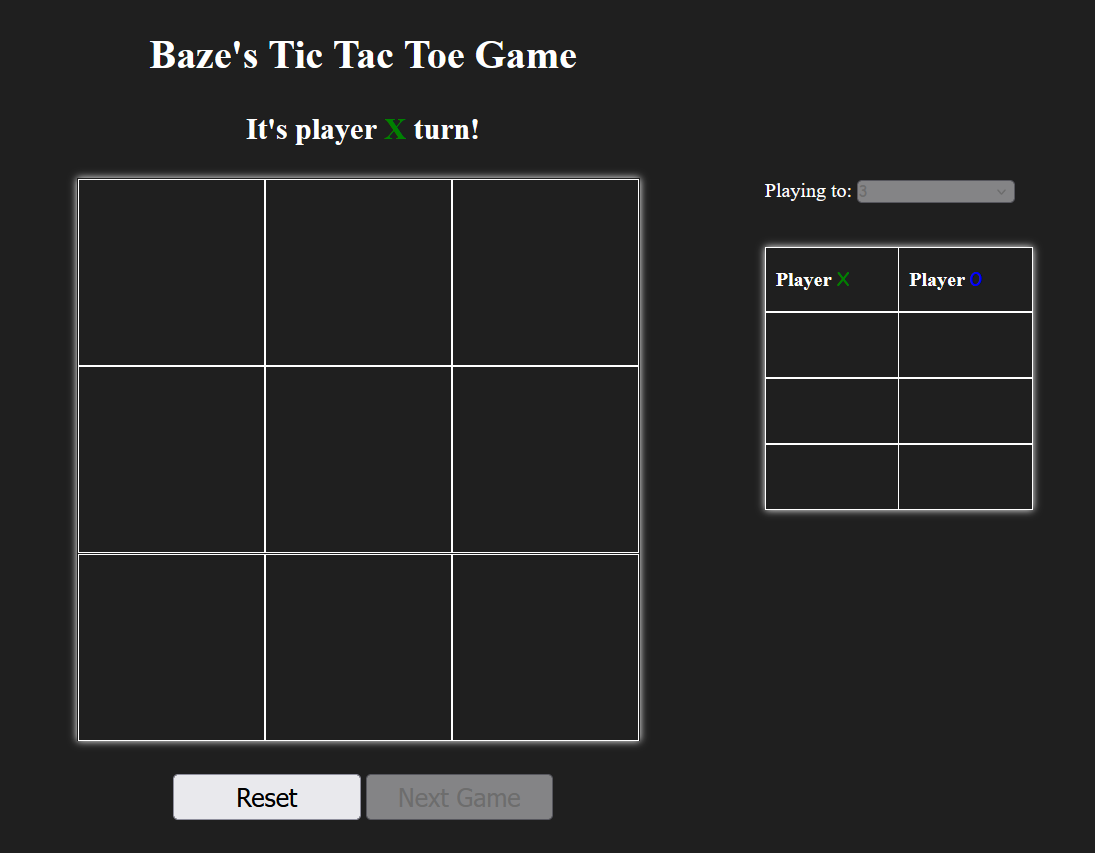 Baze's Tic Tac Toe Game
It's player X turn!
Playing to: 3
Player X Player O
Reset Next Game